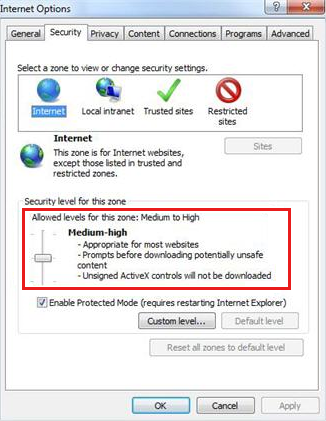 Internet Options
General Security Privacy Content Connections Programs Advanced
Select a zone to view or change security settings.
Internet Local intranet Trusted sites Restricted
sites
Internet
Sites
This zone is for Internet websites,
except those listed in trusted and
restricted zones.
Security level for this zone
Allowed levels for this zone: Medium to High
Medium-high
- Appropriate for most websites
- Prompts before downloading potentially unsafe
content
- Unsigned ActiveX controls will not be downloaded
Enable Protected Mode (requires restarting Internet Explorer)
Custom level... Default level
Reset all zones to default level
OK Cancel Apply